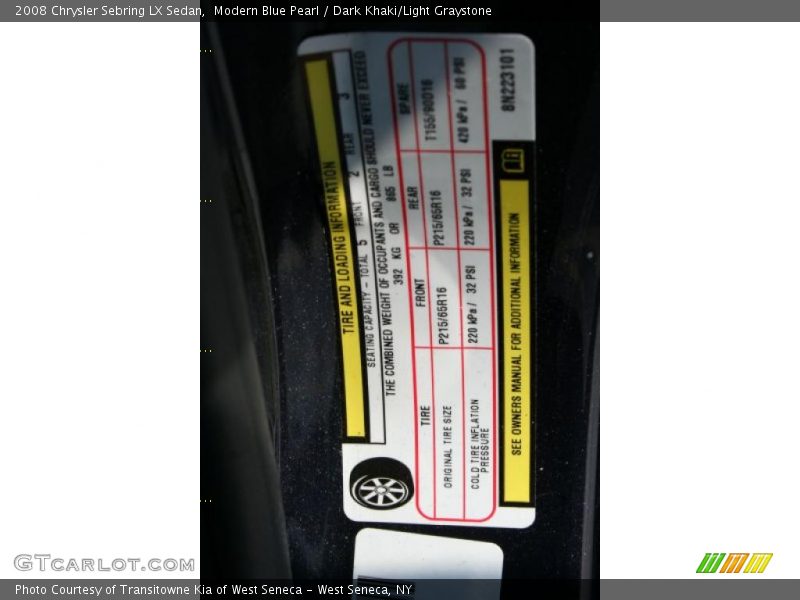 2008 Chrysler Sebring LX Sedan,  Modern Blue Pearl / Dark Khaki/Light Graystone
TIRE AND LOADING INFORMATION
SEATING CAPACITY - TOTAL 5 FRONT 2 REAR 3
THE COMBINED WEIGHT OF OCCUPANTS AND CARGO SHOULD NEVER EXCEED
392 KG OR 865 LB
TIRE FRONT REAR SPARE
ORIGINAL TIRE SIZE P215/65R16 P215/65R16 T155/90D16
COLD TIRE INFLATION PRESSURE 220 kPa / 32 PSI 220 kPa / 32 PSI 420 kPa / 60 PSI
SEE OWNERS MANUAL FOR ADDITIONAL INFORMATION
8N223101
GTcarlot.com
Photo Courtesy of Transitowne Kia of West Seneca - West Seneca, NY